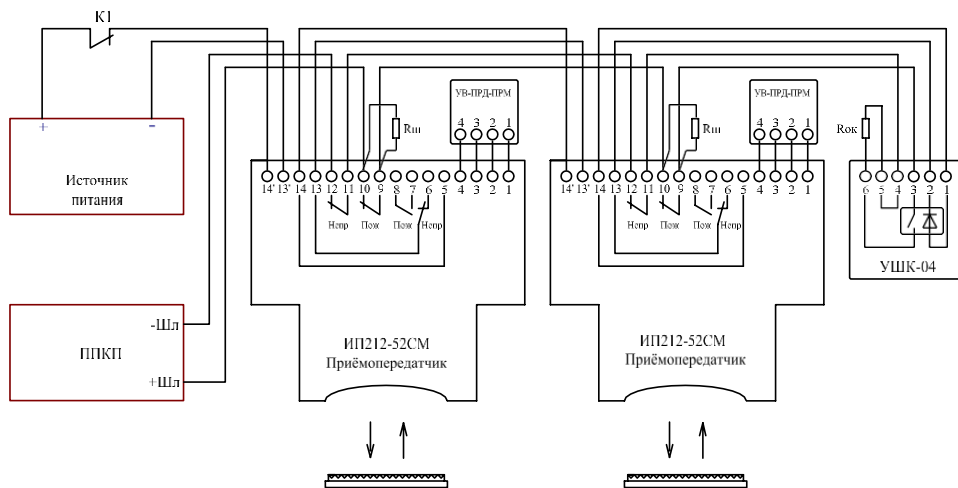 К1
+ -
Источник
питания
ППКП
-Шл
+Шл
УВ-ПРД-ПРМ
4 3 2 1
Rш
14' 13' 14 13 12 11 10 9 8 7 6 5 4 3 2 1
Непр Пож Пож Непр
ИП212-52СМ
Приёмопередатчик
УВ-ПРД-ПРМ
4 3 2 1
Rш
14' 13' 14 13 12 11 10 9 8 7 6 5 4 3 2 1
Непр Пож Пож Непр
ИП212-52СМ
Приёмопередатчик
Rок
6 5 4 3 2 1
УШК-04